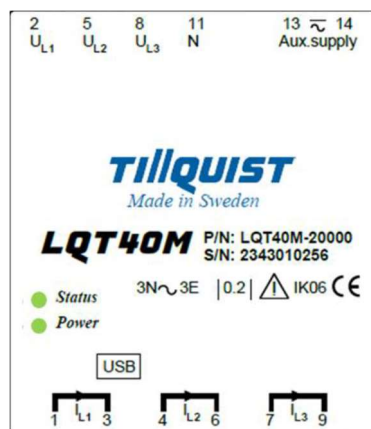 2 5 8 11 13 14
UL1 UL2 UL3 N Aux.supply
TillQUIST
Made in Sweden
LQT40M P/N: LQT40M-20000
S/N: 2343010256
Status 3N~3E |0.2| IK06 CE
Power
USB
1 IL1 3 4 IL2 6 7 IL3 9